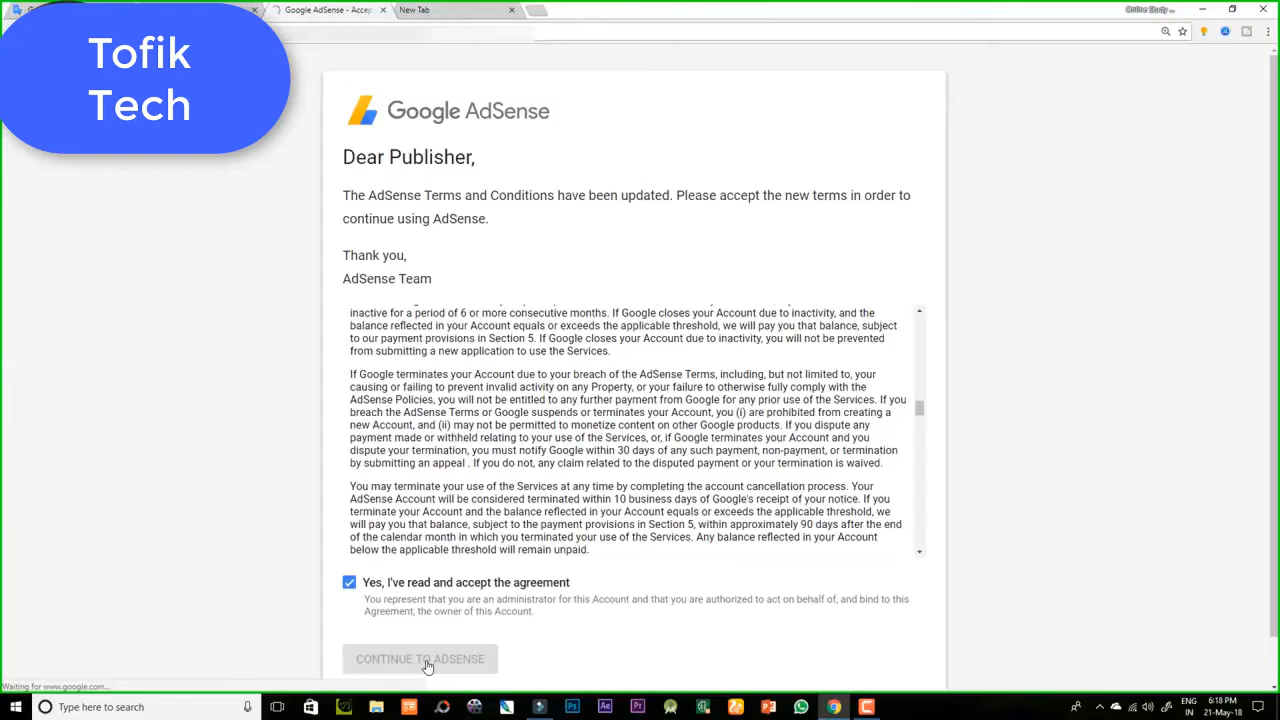 Google AdSense - Accep
New Tab
Online Study ...
Tofik
Tech
Google AdSense
Dear Publisher,
The AdSense Terms and Conditions have been updated. Please accept the new terms in order to
continue using AdSense.
Thank you,
AdSense Team
inactive for a period of 6 or more consecutive months. If Google closes your Account due to inactivity, and the
balance reflected in your Account equals or exceeds the applicable threshold, we will pay you that balance, subject
to our payment provisions in Section 5. If Google closes your Account due to inactivity, you will not be prevented
from submitting a new application to use the Services.
If Google terminates your Account due to your breach of the AdSense Terms, including, but not limited to, your
causing or failing to prevent invalid activity on any Property, or your failure to otherwise fully comply with the
AdSense Policies, you will not be entitled to any further payment from Google for any prior use of the Services. If you
breach the AdSense Terms or Google suspends or terminates your Account, you (i) are prohibited from creating a
new Account, and (ii) may not be permitted to monetize content on other Google products. If you dispute any
payment made or withheld relating to your use of the Services, or, if Google terminates your Account and you
dispute your termination, you must notify Google within 30 days of any such payment, non-payment, or termination
by submitting an appeal . If you do not, any claim related to the disputed payment or your termination is waived.
You may terminate your use of the Services at any time by completing the account cancellation process. Your
AdSense Account will be considered terminated within 10 business days of Google's receipt of your notice. If you
terminate your Account and the balance reflected in your Account equals or exceeds the applicable threshold, we
will pay you that balance, subject to the payment provisions in Section 5, within approximately 90 days after the end
of the calendar month in which you terminated your use of the Services. Any balance reflected in your Account
below the applicable threshold will remain unpaid.
Yes, I've read and accept the agreement
You represent that you are an administrator for this Account and that you are authorized to act on behalf of, and bind to this
Agreement, the owner of this Account.
CONTINUE TO ADSENSE
Waiting for www.google.com...
Type here to search
ENG
IN
6:18 PM
21-May-18